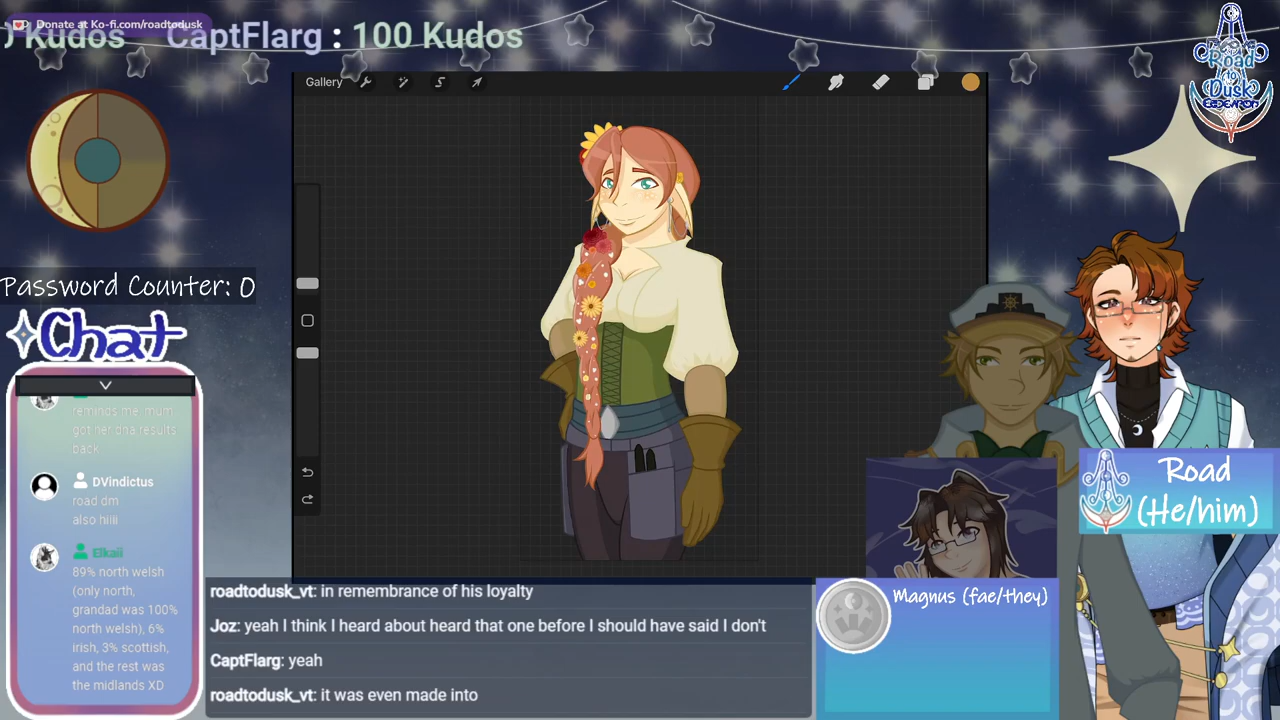 Donate at Ko-fi.com/roadtodusk
) Kudos CaptFlarg : 100 Kudos
Road
to
Dusk
Gallery
Password Counter: 0
Chat
reminds me, mum
got her dna results
back
DVindictus
road dm
also hiiii
Elkaii
89% north welsh
(only north,
grandad was 100%
north welsh), 6%
irish, 3% scottish,
and the rest was
the midlands XD
roadtodusk_vt: in remembrance of his loyalty
Joz: yeah I think I heard about heard that one before I should have said I don't
CaptFlarg: yeah
roadtodusk_vt: it was even made into
Road
(He/him)
Magnus (fae/they)